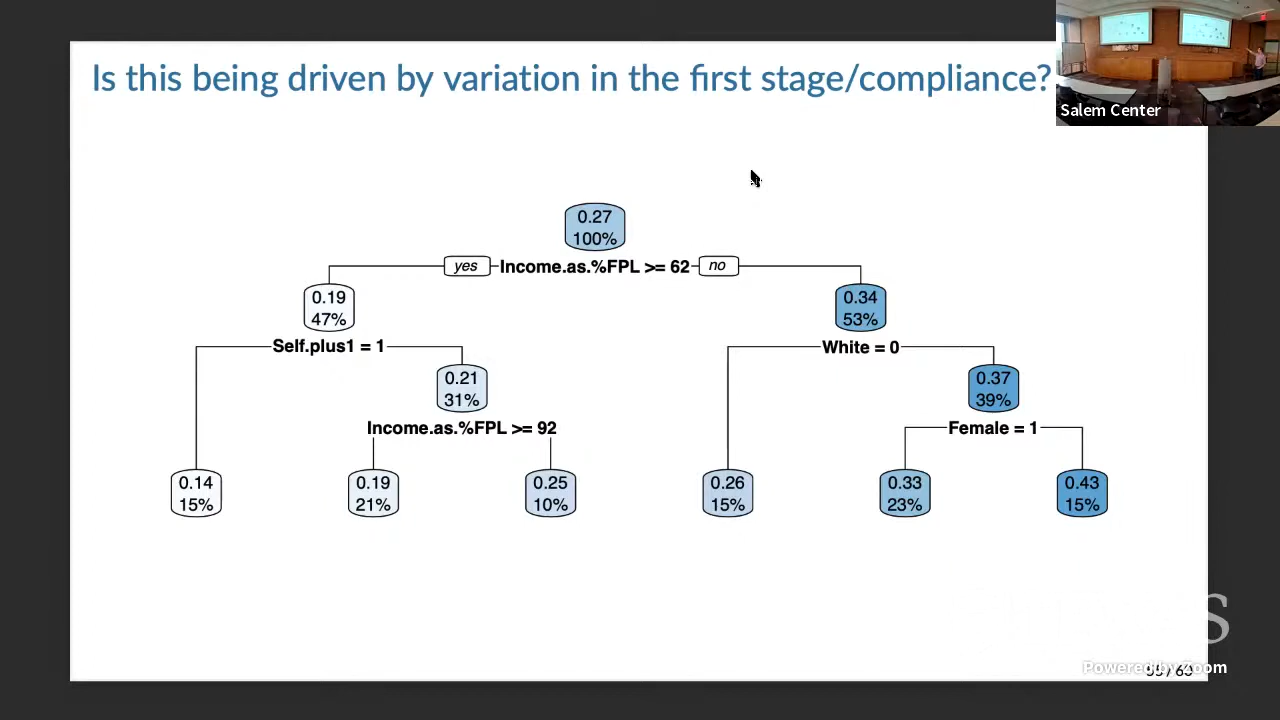 Is this being driven by variation in the first stage/compliance?
Salem Center
0.27
100%
yes
Income.as.%FPL >= 62
no
0.19
47%
0.34
53%
Self.plus1 = 1
White = 0
0.21
31%
0.37
39%
Income.as.%FPL >= 92
Female = 1
0.14
15%
0.19
21%
0.25
10%
0.26
15%
0.33
23%
0.43
15%
S
Powered by Zoom